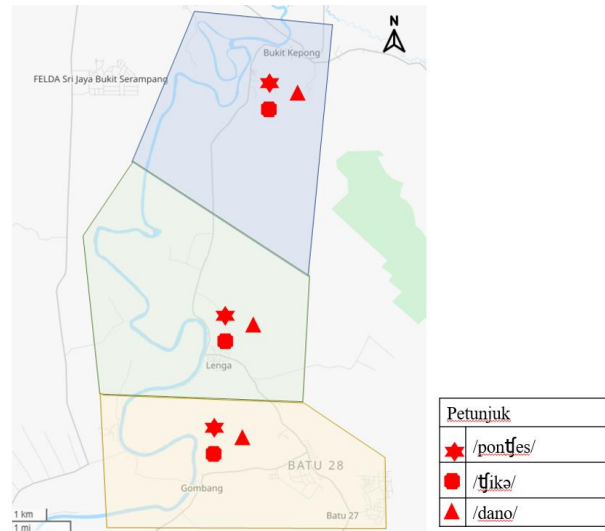 N
Bukit Kepong
FELDA Sri Jaya Bukit Serampang
Lenga
BATU 28
Gombang
Batu 27
1 km
1 mi
Petunjuk
/ponʧes/
/ʧikə/
/dano/